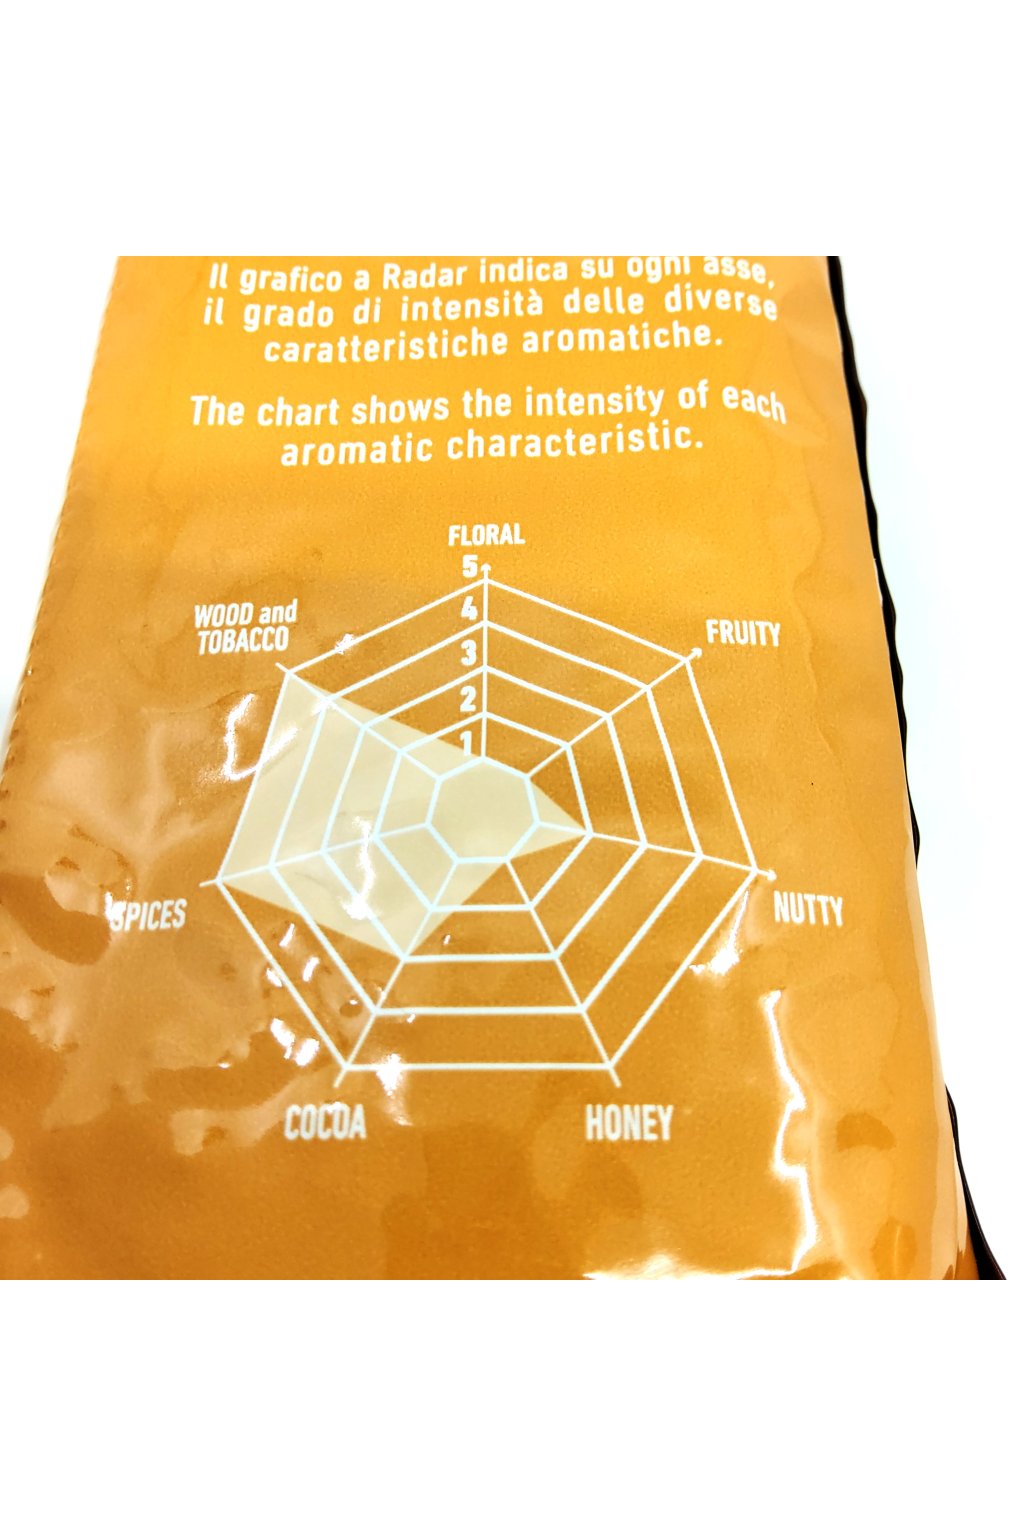 Il grafico a Radar indica su ogni asse,
il grado di intensità delle diverse
caratteristiche aromatiche.
The chart shows the intensity of each
aromatic characteristic.
FLORAL
5
4
3
2
1
WOOD and
TOBACCO
FRUITY
SPICES
NUTTY
COCOA
HONEY